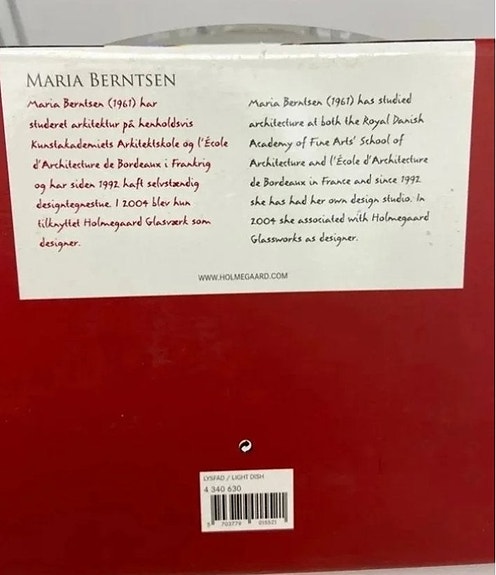 MARIA BERNTSEN
Maria Berntsen (1961) har
studeret arkitektur på henholdsvis
Kunstakademiets Arkitektskole og l'École
d'Architecture de Bordeaux i Frankrig
og har siden 1992 haft selvstændig
designtegnestue. I 2004 blev hun
tilknyttet Holmegaard Glasværk som
designer.
Maria Berntsen (1961) has studied
architecture at both the Royal Danish
Academy of Fine Arts' School of
Architecture and l'École d'Architecture
de Bordeaux in France and since 1992
she has had her own design studio. In
2004 she associated with Holmegaard
Glassworks as designer.
WWW.HOLMEGAARD.COM
LYSFAD / LIGHT DISH
4 340 630